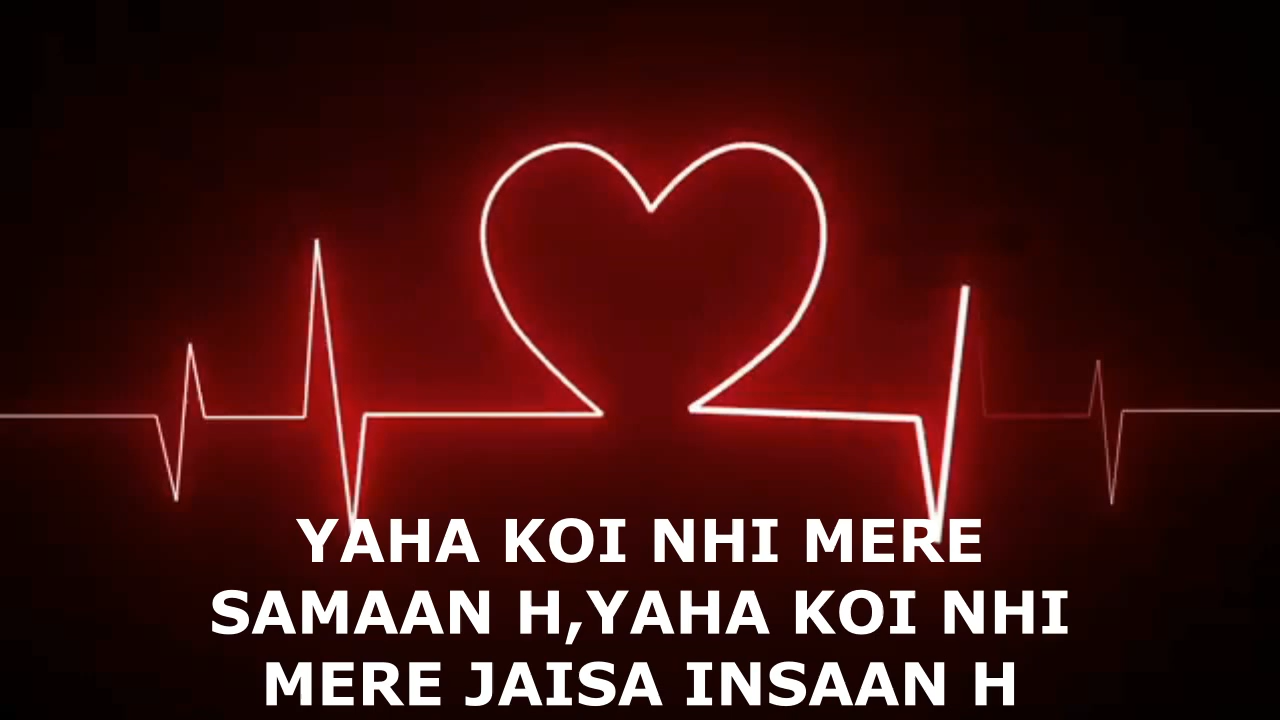 YAHA KOI NHI MERE
SAMAAN H,YAHA KOI NHI
MERE JAISA INSAAN H